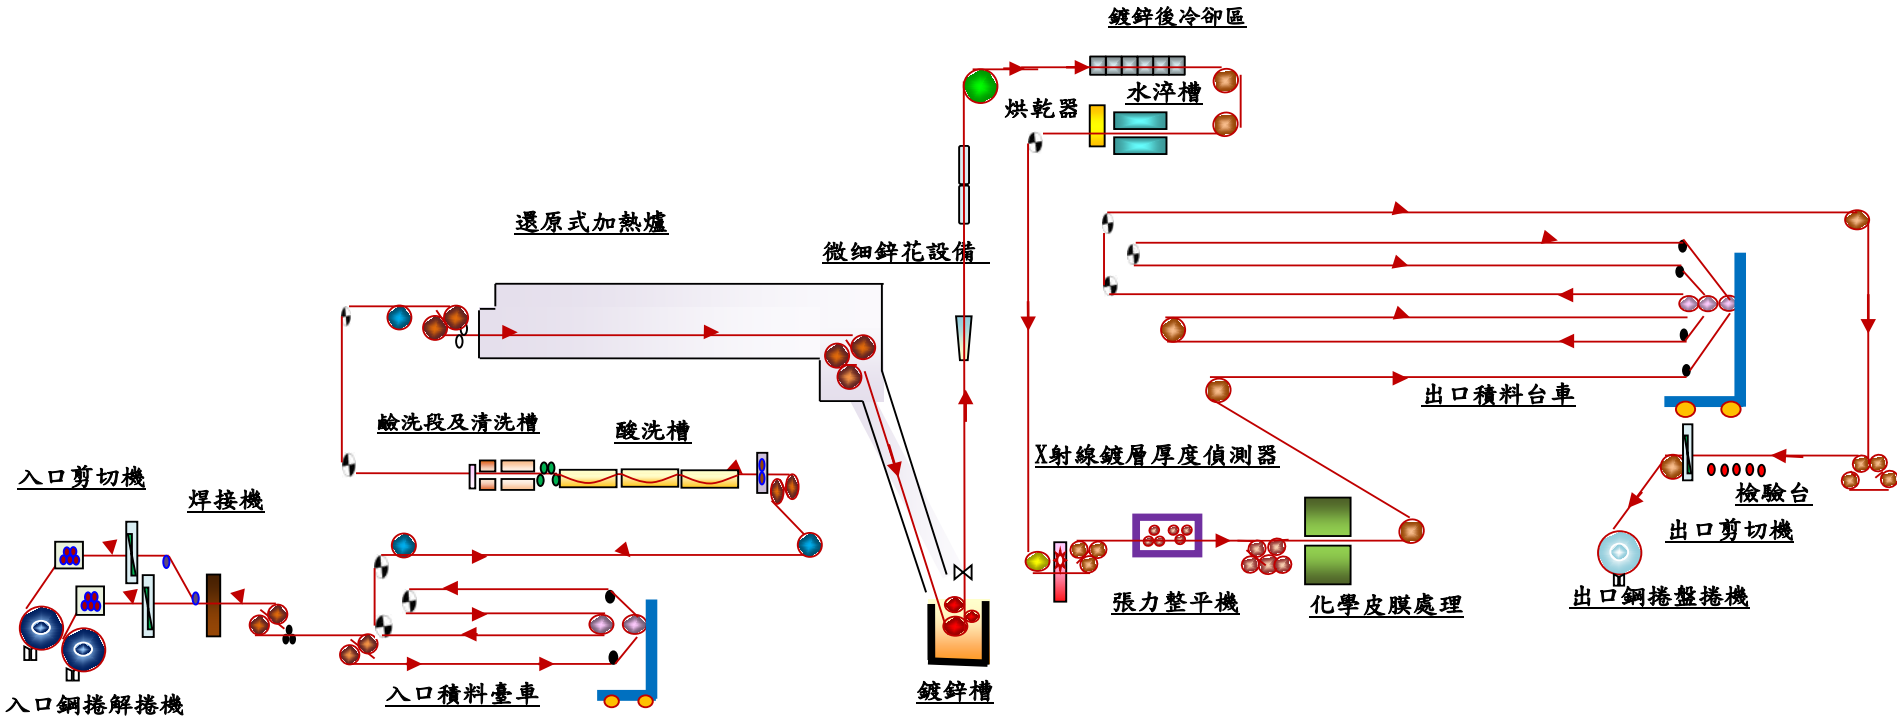 鍍鋅後冷卻區
水淬槽
烘乾器
還原式加熱爐
微细鋅花設備
出口積料台車
鹼洗段及清洗槽
酸洗槽
X射線鍍層厚度偵測器
入口剪切機
焊接機
檢驗台
出口剪切機
出口鋼捲盤捲機
張力整平機
化學皮膜處理
入口積料臺車
鍍鋅槽
入口鋼捲解捲機